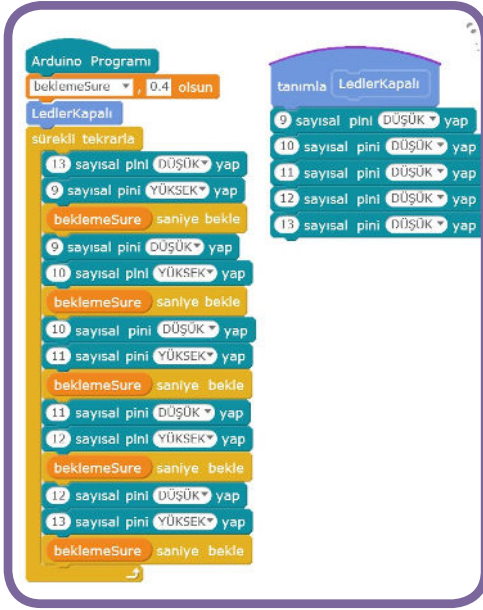 Arduino Programı
beklemeSure , 0.4 olsun
LedlerKapalı
sürekli tekrarla
13 sayısal pini DÜŞÜK yap
9 sayısal pini YÜKSEK yap
beklemeSure saniye bekle
9 sayısal pini DÜŞÜK yap
10 sayısal pini YÜKSEK yap
beklemeSure saniye bekle
10 sayısal pini DÜŞÜK yap
11 sayısal pini YÜKSEK yap
beklemeSure saniye bekle
11 sayısal pini DÜŞÜK yap
12 sayısal pini YÜKSEK yap
beklemeSure saniye bekle
12 sayısal pini DÜŞÜK yap
13 sayısal pini YÜKSEK yap
beklemeSure saniye bekle
tanımla LedlerKapalı
9 sayısal pini DÜŞÜK yap
10 sayısal pini DÜŞÜK yap
11 sayısal pini DÜŞÜK yap
12 sayısal pini DÜŞÜK yap
13 sayısal pini DÜŞÜK yap